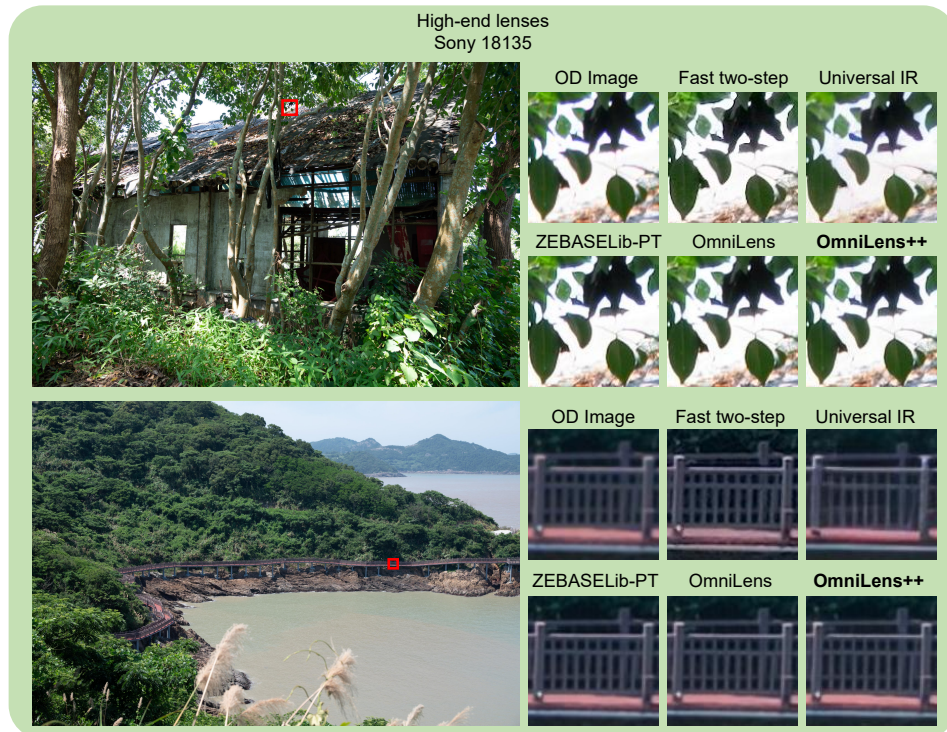 High-end lenses
Sony 18135
OD Image Fast two-step Universal IR
ZEBASELib-PT OmniLens OmniLens++
OD Image Fast two-step Universal IR
ZEBASELib-PT OmniLens OmniLens++